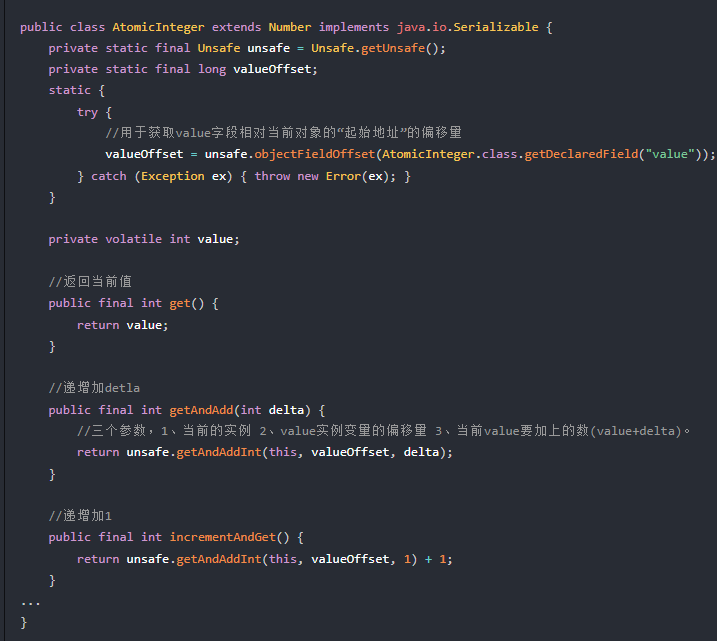 public class AtomicInteger extends Number implements java.io.Serializable {
    private static final Unsafe unsafe = Unsafe.getUnsafe();
    private static final long valueOffset;
    static {
        try {
            //用于获取value字段相对当前对象的“起始地址”的偏移量
            valueOffset = unsafe.objectFieldOffset(AtomicInteger.class.getDeclaredField("value"));
        } catch (Exception ex) { throw new Error(ex); }
    }

    private volatile int value;

    //返回当前值
    public final int get() {
        return value;
    }

    //递增加detla
    public final int getAndAdd(int delta) {
        //三个参数，1、当前的实例 2、value实例变量的偏移量 3、当前value要加上的数(value+delta)。
        return unsafe.getAndAddInt(this, valueOffset, delta);
    }

    //递增加1
    public final int incrementAndGet() {
        return unsafe.getAndAddInt(this, valueOffset, 1) + 1;
    }
...
}